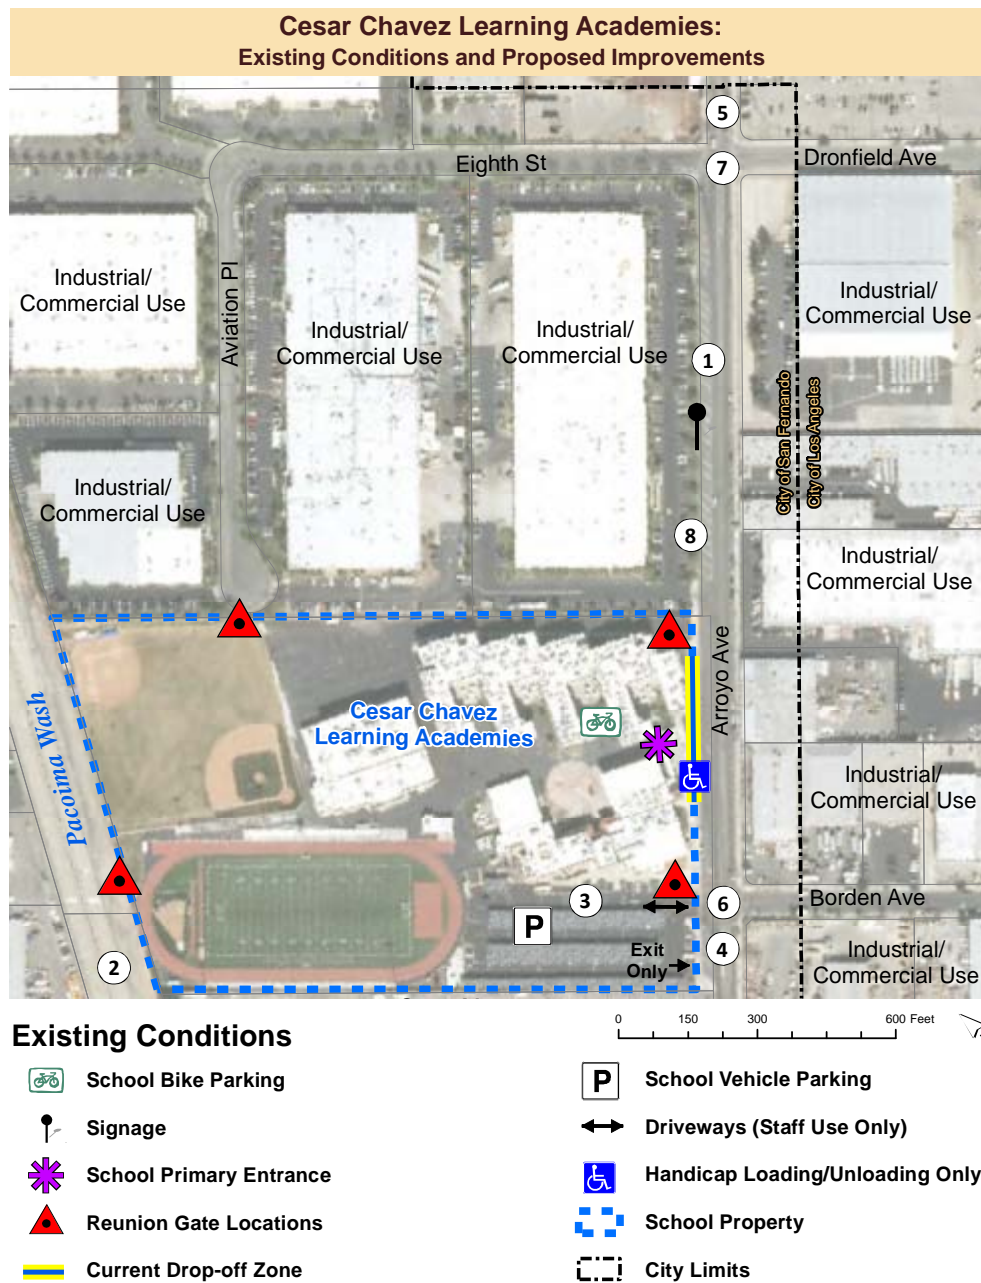 Cesar Chavez Learning Academies:
Existing Conditions and Proposed Improvements
5
Eighth St
7
Dronfield Ave
Industrial/
Commercial Use
Aviation Pl
Industrial/
Commercial Use
Industrial/
Commercial Use
Industrial/
Commercial Use
1
City of San Fernando
City of Los Angeles
Industrial/
Commercial Use
8
Industrial/
Commercial Use
Arroyo Ave
Pacoima Wash
Cesar Chavez
Learning Academies
Industrial/
Commercial Use
3
6
Borden Ave
P
4
Exit
Only
2
Industrial/
Commercial Use
Existing Conditions
0 150 300 600 Feet
School Bike Parking
Signage
School Primary Entrance
Reunion Gate Locations
Current Drop-off Zone
P School Vehicle Parking
Driveways (Staff Use Only)
Handicap Loading/Unloading Only
School Property
City Limits